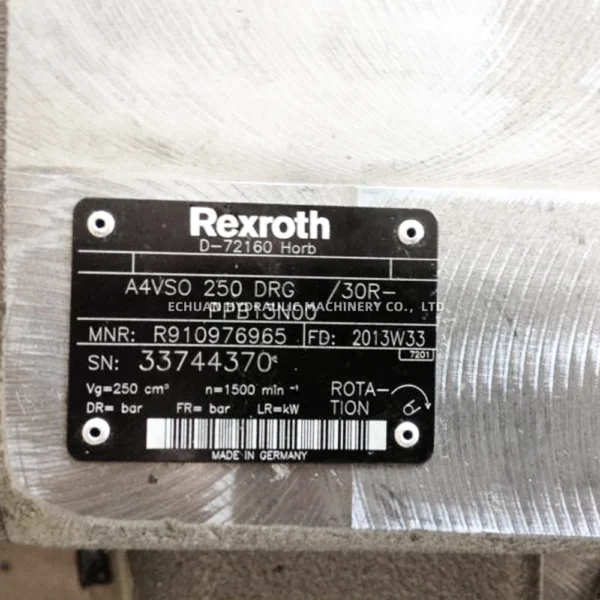 Rexroth
D-72160 Horb
A4VSO 250 DRG /30R-
ECHUAN HYDRAULIC MACHINERY CO., LTD
MNR: R910976965 FD: 2013W33
7201
SN: 33744370
Vg=250 cm³ n=1500 min⁻¹ ROTA-
DR= bar FR= bar LR=kW TION
MADE IN GERMANY